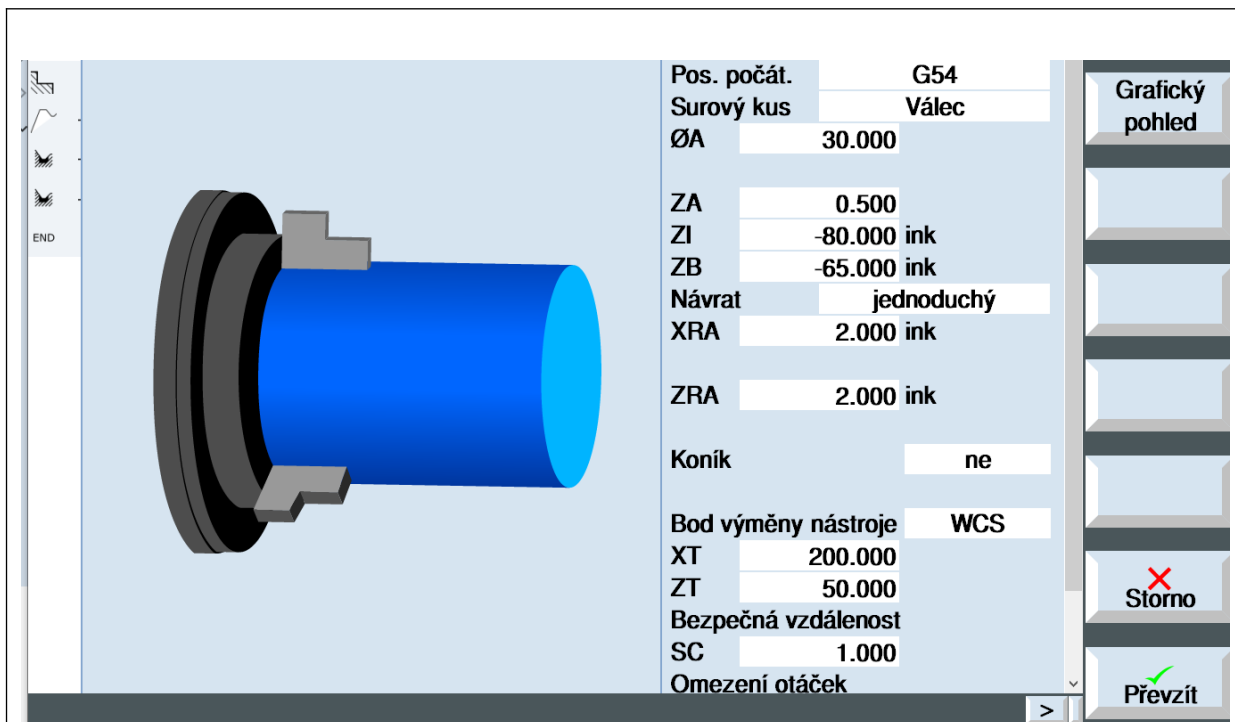 END
Pos. počát. G54
Surový kus Válec
ØA 30.000
ZA 0.500
ZI -80.000 ink
ZB -65.000 ink
Návrat jednoduchý
XRA 2.000 ink
ZRA 2.000 ink
Koník ne
Bod výměny nástroje WCS
XT 200.000
ZT 50.000
Bezpečná vzdálenost
SC 1.000
Omezení otáček
>
Grafický
pohled
Storno
Převzít